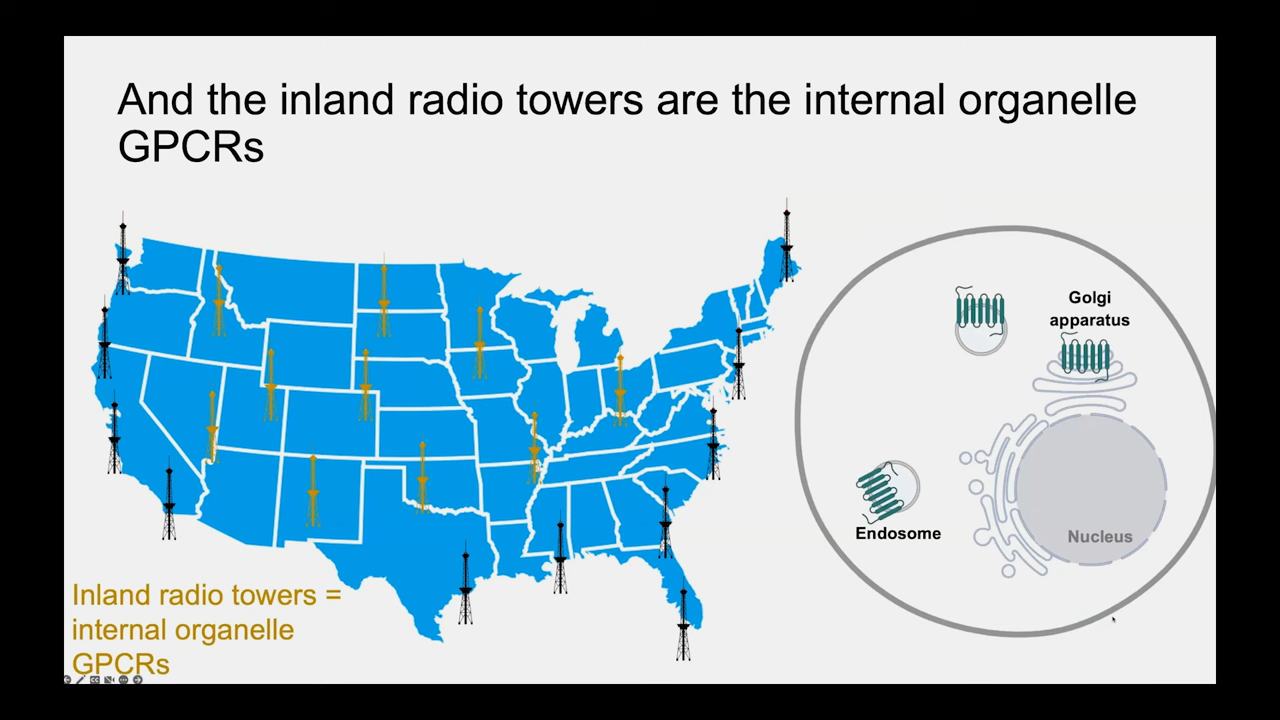 And the inland radio towers are the internal organelle
GPCRs
Golgi
apparatus
Endosome
Nucleus
Inland radio towers =
internal organelle
GPCRs